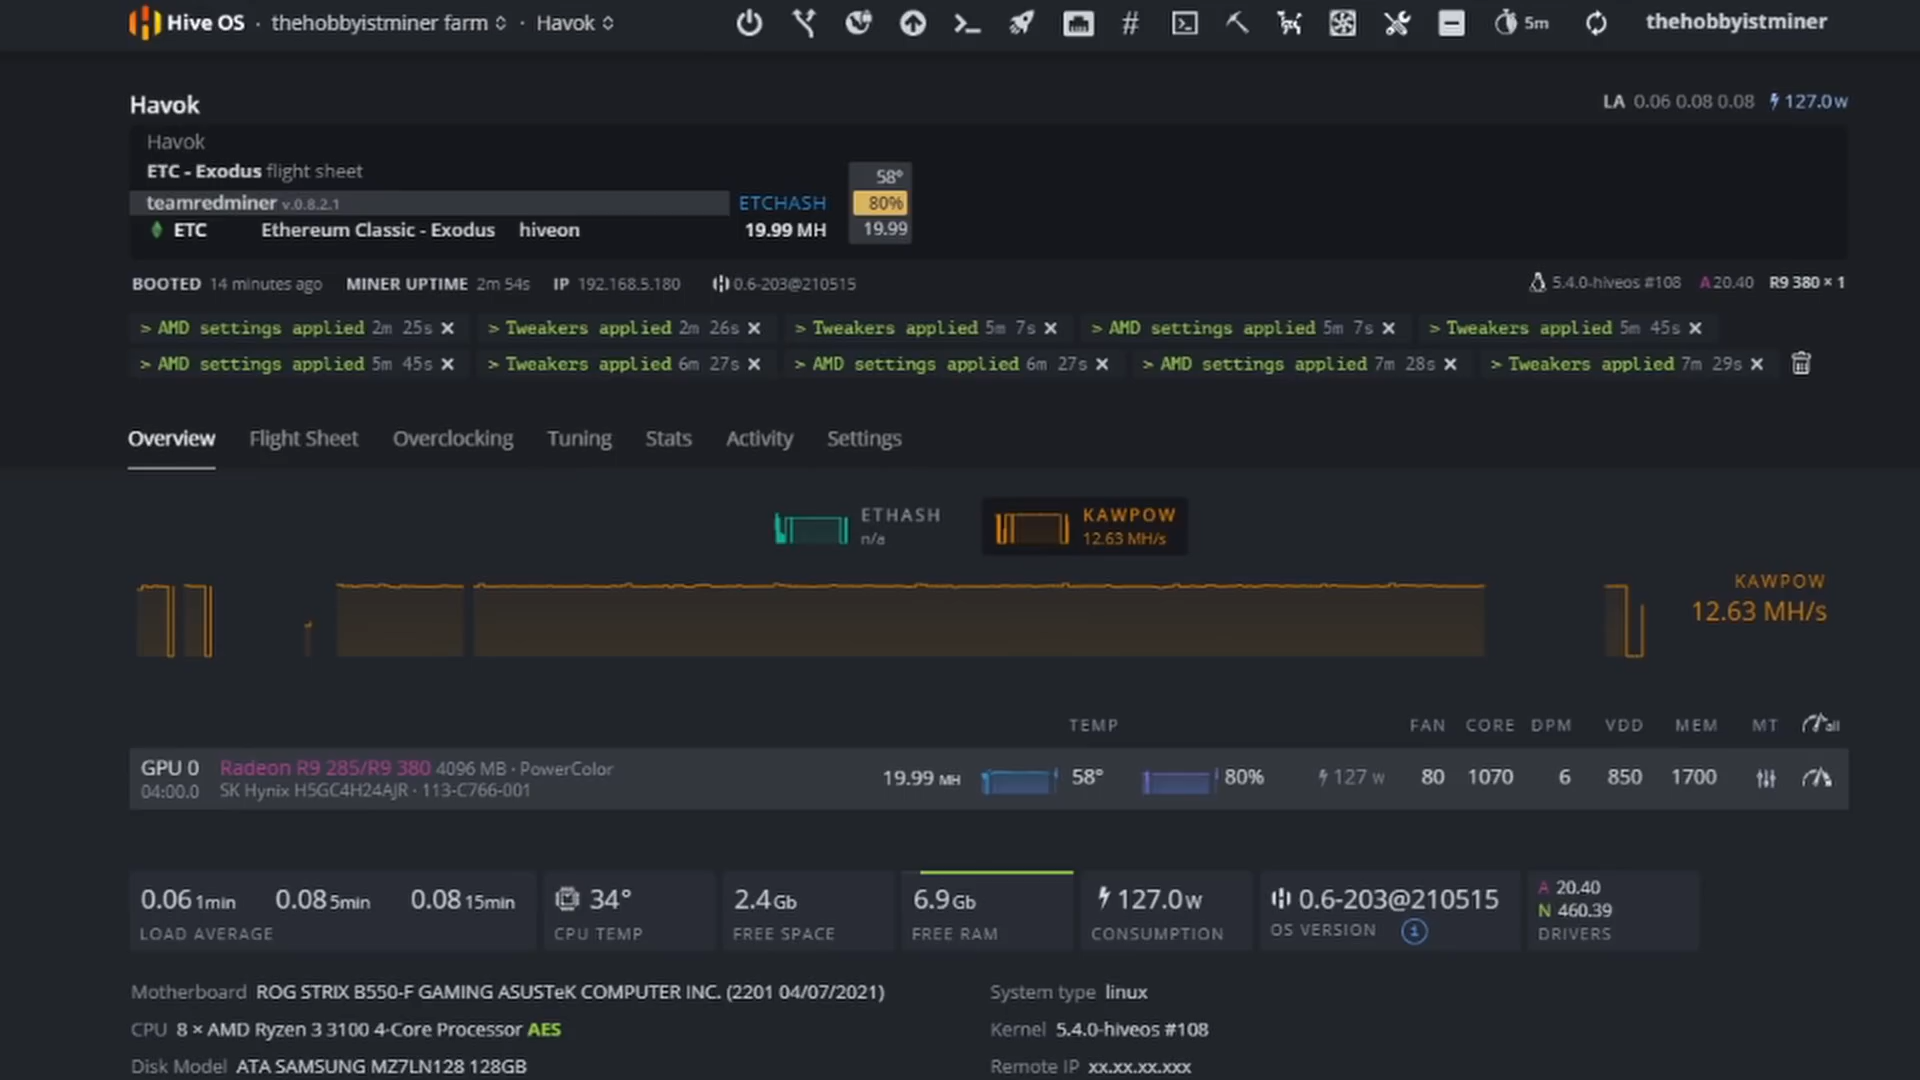 Hive OS · thehobbyistminer farm · Havok 5m thehobbyistminer
Havok LA 0.06 0.08 0.08 127.0 W
Havok
ETC - Exodus flight sheet 58°
teamredminer v.0.8.2.1 ETCHASH 80%
ETC Ethereum Classic - Exodus hiveon 19.99 MH 19.99
BOOTED 14 minutes ago MINER UPTIME 2m 54s IP 192.168.5.180 0.6-203@210515 5.4.0-hiveos #108 A 20.40 R9 380 × 1
> AMD settings applied 2m 25s × > Tweakers applied 2m 26s × > Tweakers applied 5m 7s × > AMD settings applied 5m 7s × > Tweakers applied 5m 45s ×
> AMD settings applied 5m 45s × > Tweakers applied 6m 27s × > AMD settings applied 6m 27s × > AMD settings applied 7m 28s × > Tweakers applied 7m 29s ×
Overview Flight Sheet Overclocking Tuning Stats Activity Settings
ETHASH KAWPOW
n/a 12.63 MH/s
KAWPOW
12.63 MH/s
TEMP FAN CORE DPM VDD MEM MT all
GPU 0 Radeon R9 285/R9 380 4096 MB · PowerColor 19.99 MH 58° 80% 127 W 80 1070 6 850 1700
04:00.0 SK Hynix H5GC4H24AJR · 113-C766-001
0.06 1min 0.08 5min 0.08 15min 34° 2.4 Gb 6.9 Gb 127.0 W 0.6-203@210515 A 20.40
N 460.39
LOAD AVERAGE CPU TEMP FREE SPACE FREE RAM CONSUMPTION OS VERSION DRIVERS
Motherboard ROG STRIX B550-F GAMING ASUSTeK COMPUTER INC. (2201 04/07/2021) System type linux
CPU 8 × AMD Ryzen 3 3100 4-Core Processor AES Kernel 5.4.0-hiveos #108
Disk Model ATA SAMSUNG MZ7LN128 128GB Remote IP xx.xx.xx.xxx